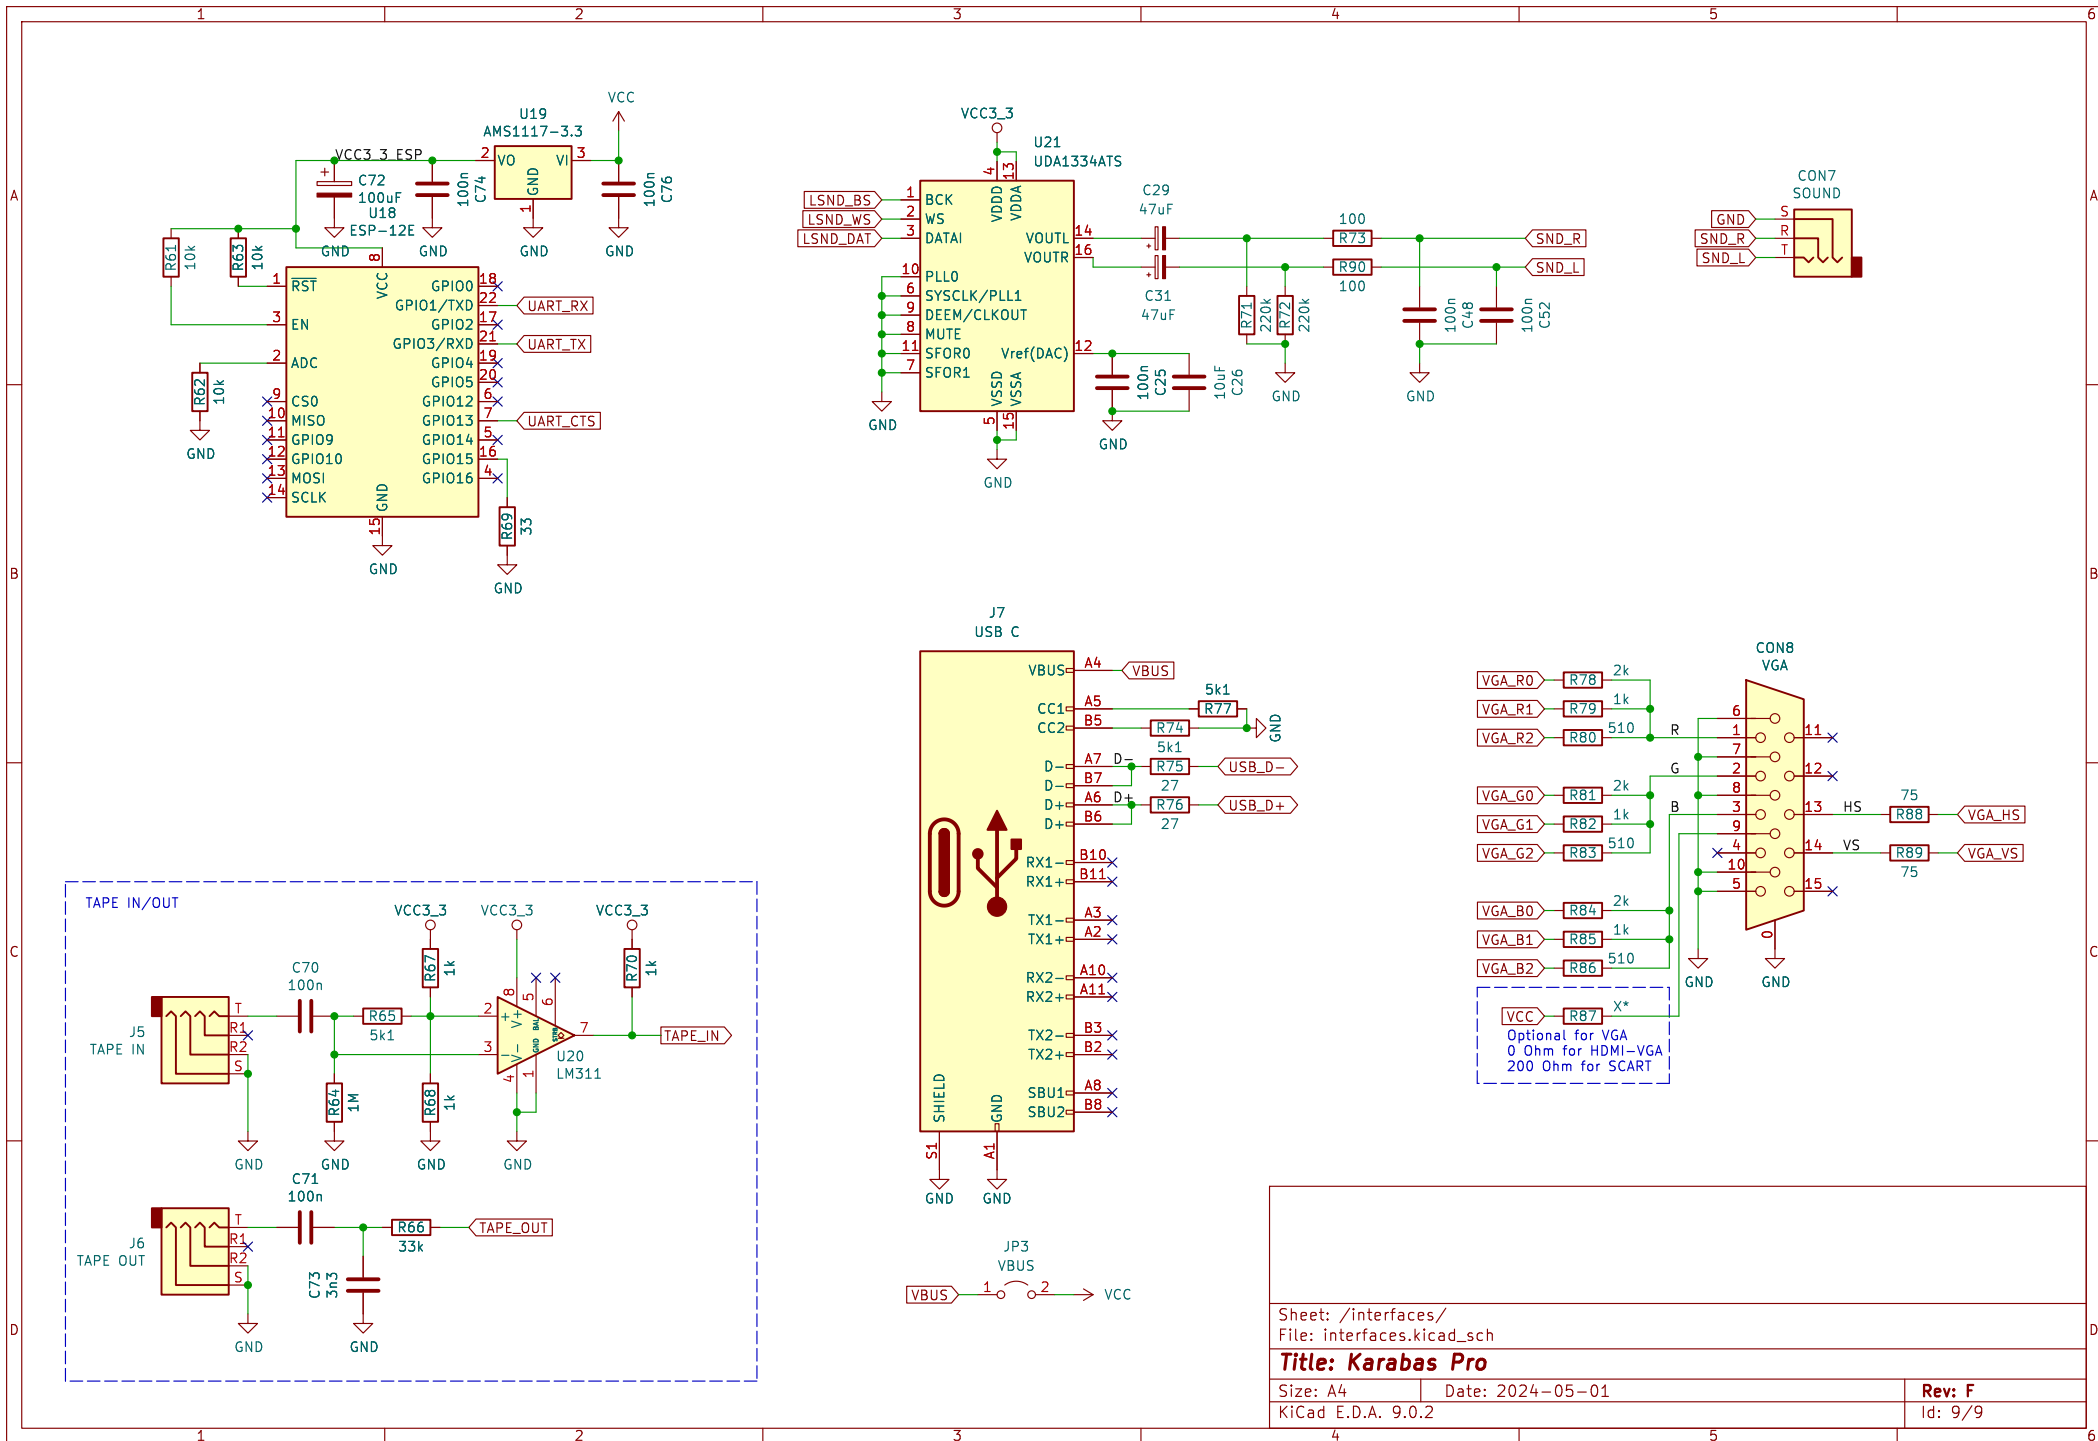 1 2 3 4 5 6
A
B
C
D
A
B
C
D
1 2 3 4 5 6
VCC
U19
AMS1117-3.3
VCC3_3_ESP
2 VO VI 3
GND
1
C72
100uF
100n
C74
100n
C76
U18
ESP-12E
GND
GND
GND
GND
R61
10k
R63
10k
8
VCC
1 RST
3 EN
2 ADC
9 CS0
10 MISO
11 GPIO9
12 GPIO10
13 MOSI
14 SCLK
GPIO0 18
GPIO1/TXD 22
GPIO2 17
GPIO3/RXD 21
GPIO4 19
GPIO5 20
GPIO12 6
GPIO13 7
GPIO14 5
GPIO15 16
GPIO16 4
GND
15
GND
UART_RX
UART_TX
UART_CTS
R62
10k
GND
R69
33
GND
VCC3_3
U21
UDA1334ATS
4 13
VDDD VDDA
LSND_BS 1 BCK
LSND_WS 2 WS
LSND_DAT 3 DATAI
10 PLL0
6 SYSCLK/PLL1
9 DEEM/CLKOUT
8 MUTE
11 SFOR0
7 SFOR1
VOUTL 14
VOUTR 16
Vref(DAC) 12
VSSD VSSA
5 15
GND
GND
C29
47uF
C31
47uF
100n
C25
10uF
C26
GND
R71
220k
R72
220k
GND
100
R73
R90
100
100n
C48
100n
C52
GND
SND_R
SND_L
CON7
SOUND
GND S
SND_R R
SND_L T
J7
USB C
VBUS A4 VBUS
CC1 A5
CC2 B5
5k1
R77
R74
5k1
GND
D- A7 D- R75 USB_D-
D- B7
27
D+ A6 D+ R76 USB_D+
D+ B6
27
RX1- B10
RX1+ B11
TX1- A3
TX1+ A2
RX2- A10
RX2+ A11
TX2- B3
TX2+ B2
SBU1 A8
SBU2 B8
SHIELD
GND
S1
A1
GND
GND
CON8
VGA
VGA_R0 R78 2k
VGA_R1 R79 1k
VGA_R2 R80 510
VGA_G0 R81 2k
VGA_G1 R82 1k
VGA_G2 R83 510
VGA_B0 R84 2k
VGA_B1 R85 1k
VGA_B2 R86 510
R
G
B
6
1
7
2
8
3
9
4
10
5
11
12
13
14
15
0
HS
VS
75
R88
R89
75
VGA_HS
VGA_VS
GND
GND
VCC R87 X*
Optional for VGA
0 Ohm for HDMI-VGA
200 Ohm for SCART
TAPE IN/OUT
VCC3_3
VCC3_3
VCC3_3
C70
100n
R67
1k
R70
1k
J5
TAPE IN
T
R1
R2
S
R65
5k1
R64
1M
R68
1k
8
5
6
2 +
3 -
V+
V-
BAL
STRB
GND
7
4
1
U20
LM311
TAPE_IN
GND
GND
GND
GND
C71
100n
J6
TAPE OUT
T
R1
R2
S
R66
33k
TAPE_OUT
C73
3n3
GND
GND
JP3
VBUS
VBUS 1 2 VCC
Sheet: /interfaces/
File: interfaces.kicad_sch
Title: Karabas Pro
Size: A4 Date: 2024-05-01 Rev: F
KiCad E.D.A. 9.0.2 Id: 9/9